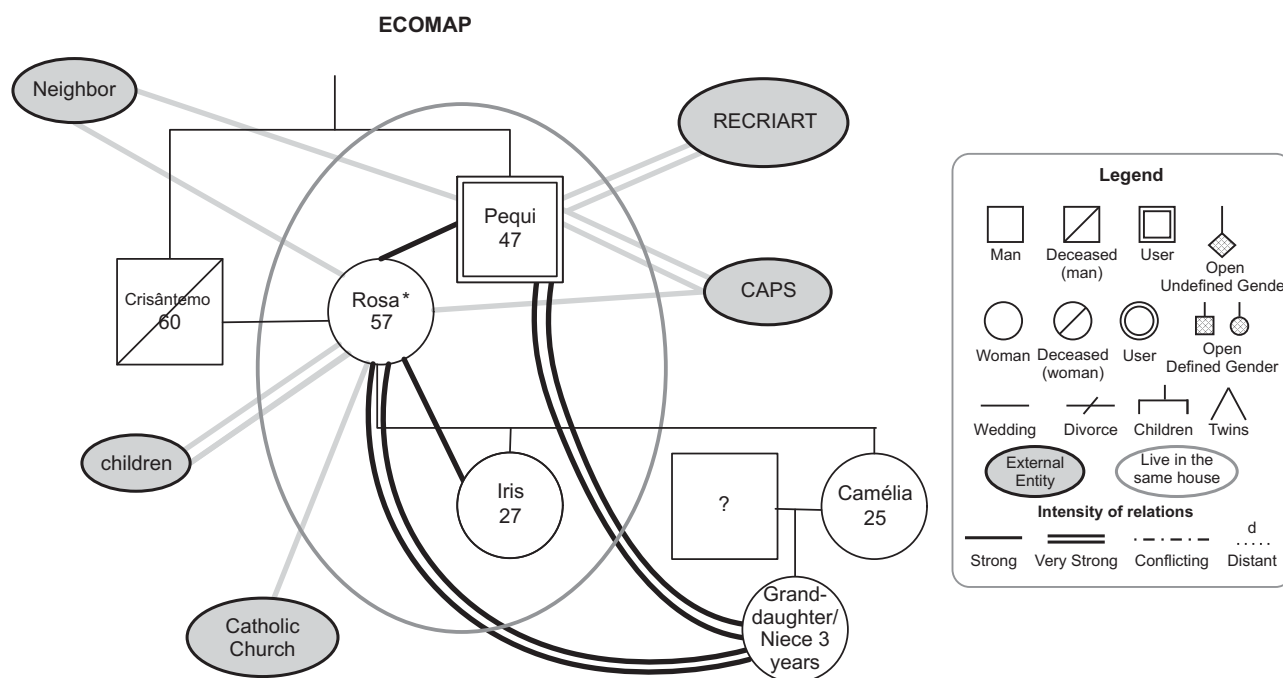 ECOMAP
Neighbor
RECRIART
Pequi
47
Crisântemo
60
Rosa*
57
CAPS
children
Iris
27
?
Camélia
25
Catholic
Church
Grand-
daughter/
Niece 3
years
Legend
Man
Deceased
(man)
User
Open
Undefined Gender
Woman
Deceased
(woman)
User
Open
Defined Gender
Wedding
Divorce
Children
Twins
External
Entity
Live in the
same house
Intensity of relations
d
Strong
Very Strong
Conflicting
Distant